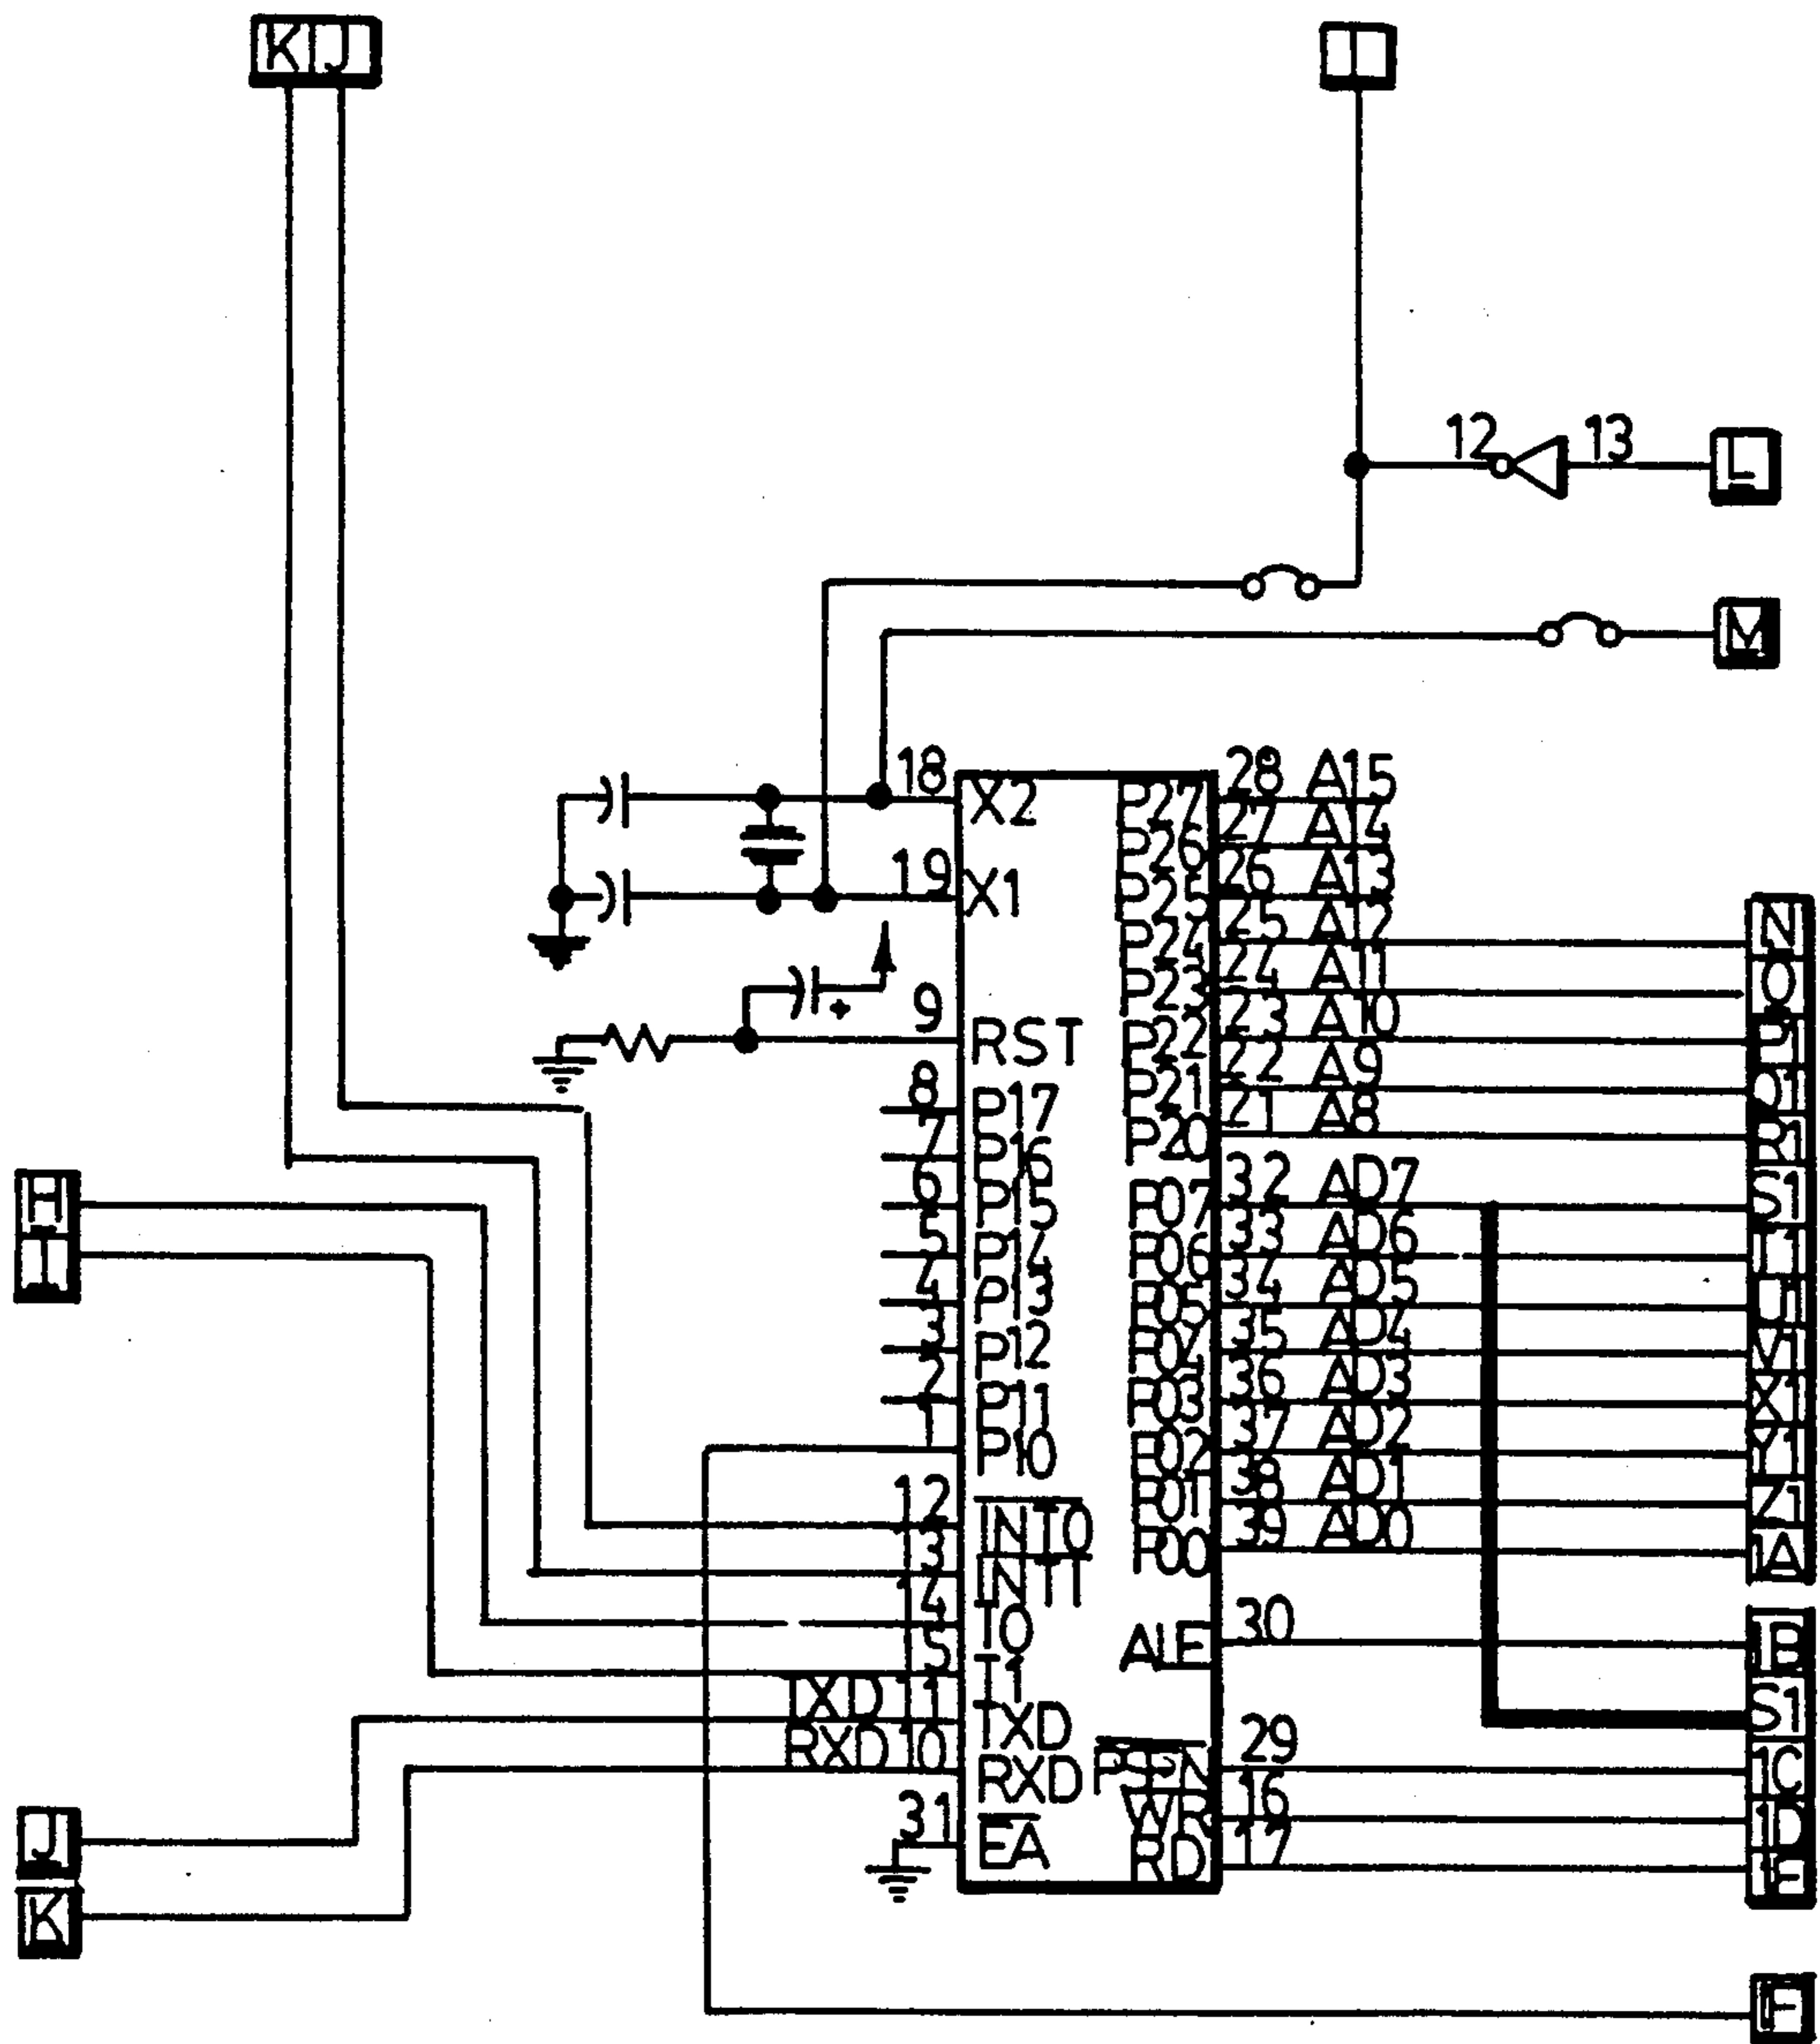 K J
I
12 13 L
M
18 X2 P27 28 A15
P26 27 A14
19 X1 P25 26 A13
P24 25 A12 N
P23 24 A11 O
9 RST P22 23 A10 P1
8 P17 P21 22 A9 Q1
7 P16 P20 21 A8 R1
H 6 P15 P07 32 AD7 S1
I 5 P14 P06 33 AD6 T1
4 P13 P05 34 AD5 U1
3 P12 P04 35 AD4 V1
2 P11 P03 36 AD3 X1
1 P10 P02 37 AD2 Y1
12 INT0 P01 38 AD1 Z1
13 INT1 P00 39 AD0 1A
14 T0 ALE 30 1B
15 T1
TXD 11 TXD S1
RXD 10 RXD PSEN 29 1C
31 EA WR 16 1D
J RD 17 1E
K
1F